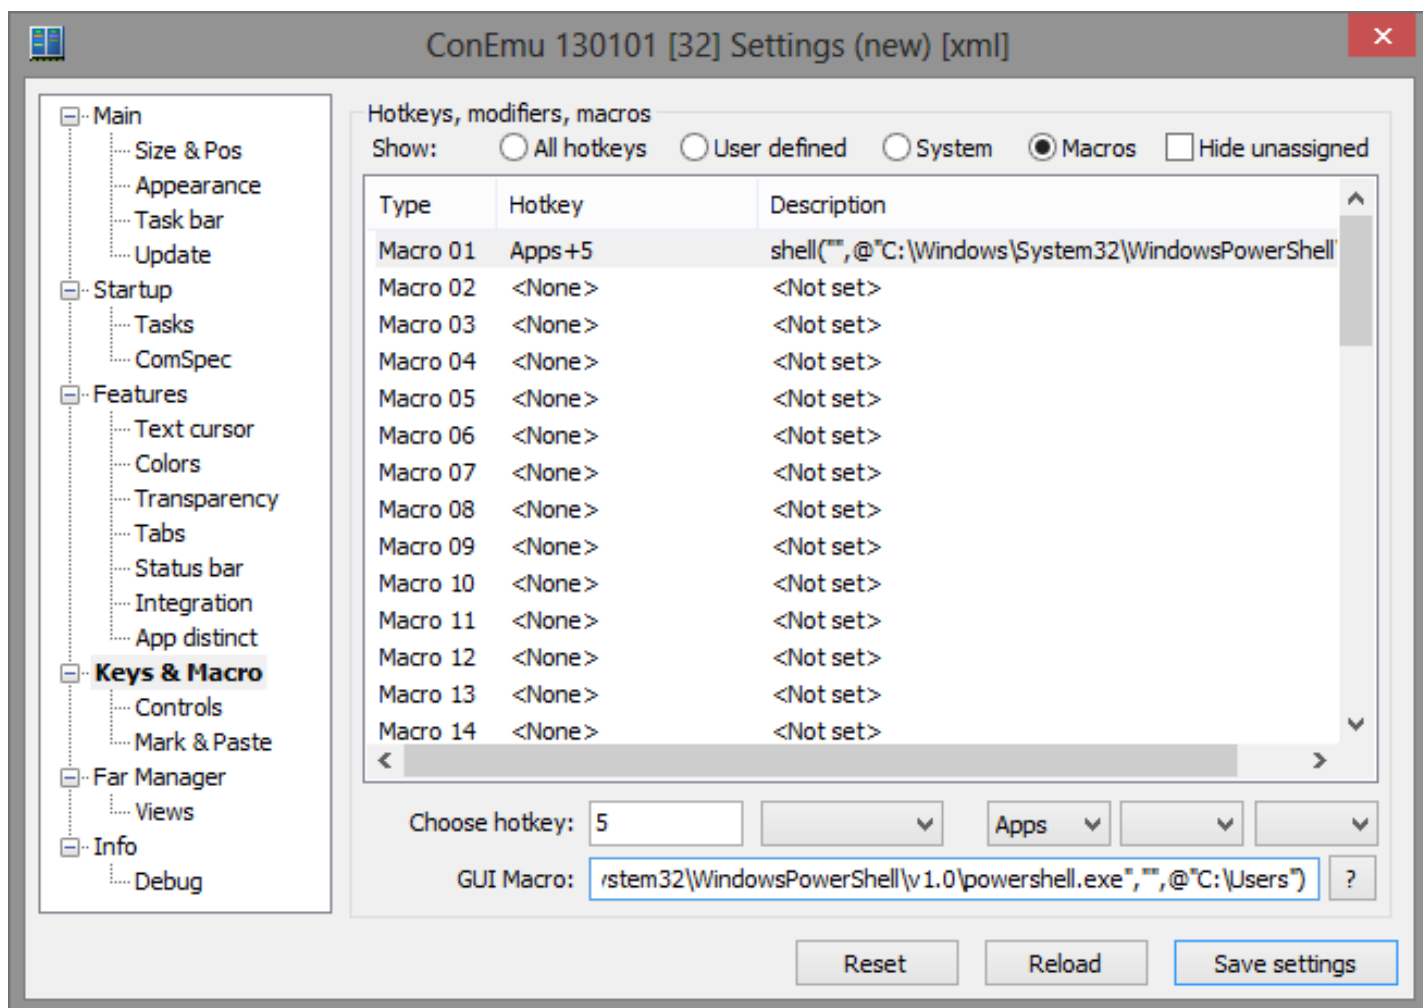 ConEmu 130101 [32] Settings (new) [xml]
Main
Size & Pos
Appearance
Task bar
Update
Startup
Tasks
ComSpec
Features
Text cursor
Colors
Transparency
Tabs
Status bar
Integration
App distinct
Keys & Macro
Controls
Mark & Paste
Far Manager
Views
Info
Debug
Hotkeys, modifiers, macros
Show: All hotkeys User defined System Macros Hide unassigned
Type Hotkey Description
Macro 01 Apps+5 shell("",@"C:\Windows\System32\WindowsPowerShell\
Macro 02 <None> <Not set>
Macro 03 <None> <Not set>
Macro 04 <None> <Not set>
Macro 05 <None> <Not set>
Macro 06 <None> <Not set>
Macro 07 <None> <Not set>
Macro 08 <None> <Not set>
Macro 09 <None> <Not set>
Macro 10 <None> <Not set>
Macro 11 <None> <Not set>
Macro 12 <None> <Not set>
Macro 13 <None> <Not set>
Macro 14 <None> <Not set>
Choose hotkey: 5 Apps
GUI Macro: ystem32\WindowsPowerShell\v1.0\powershell.exe","",@"C:\Users") ?
Reset Reload Save settings